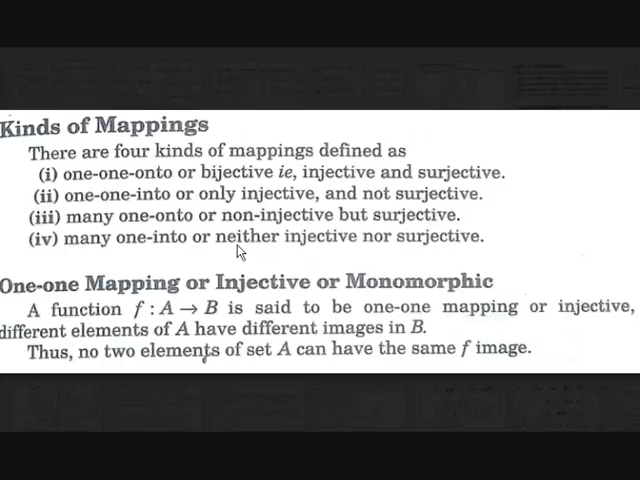 Kinds of Mappings
There are four kinds of mappings defined as
(i) one-one-onto or bijective ie, injective and surjective.
(ii) one-one-into or only injective, and not surjective.
(iii) many one-onto or non-injective but surjective.
(iv) many one-into or neither injective nor surjective.
One-one Mapping or Injective or Monomorphic
A function f : A → B is said to be one-one mapping or injective,
different elements of A have different images in B.
Thus, no two elements of set A can have the same f image.